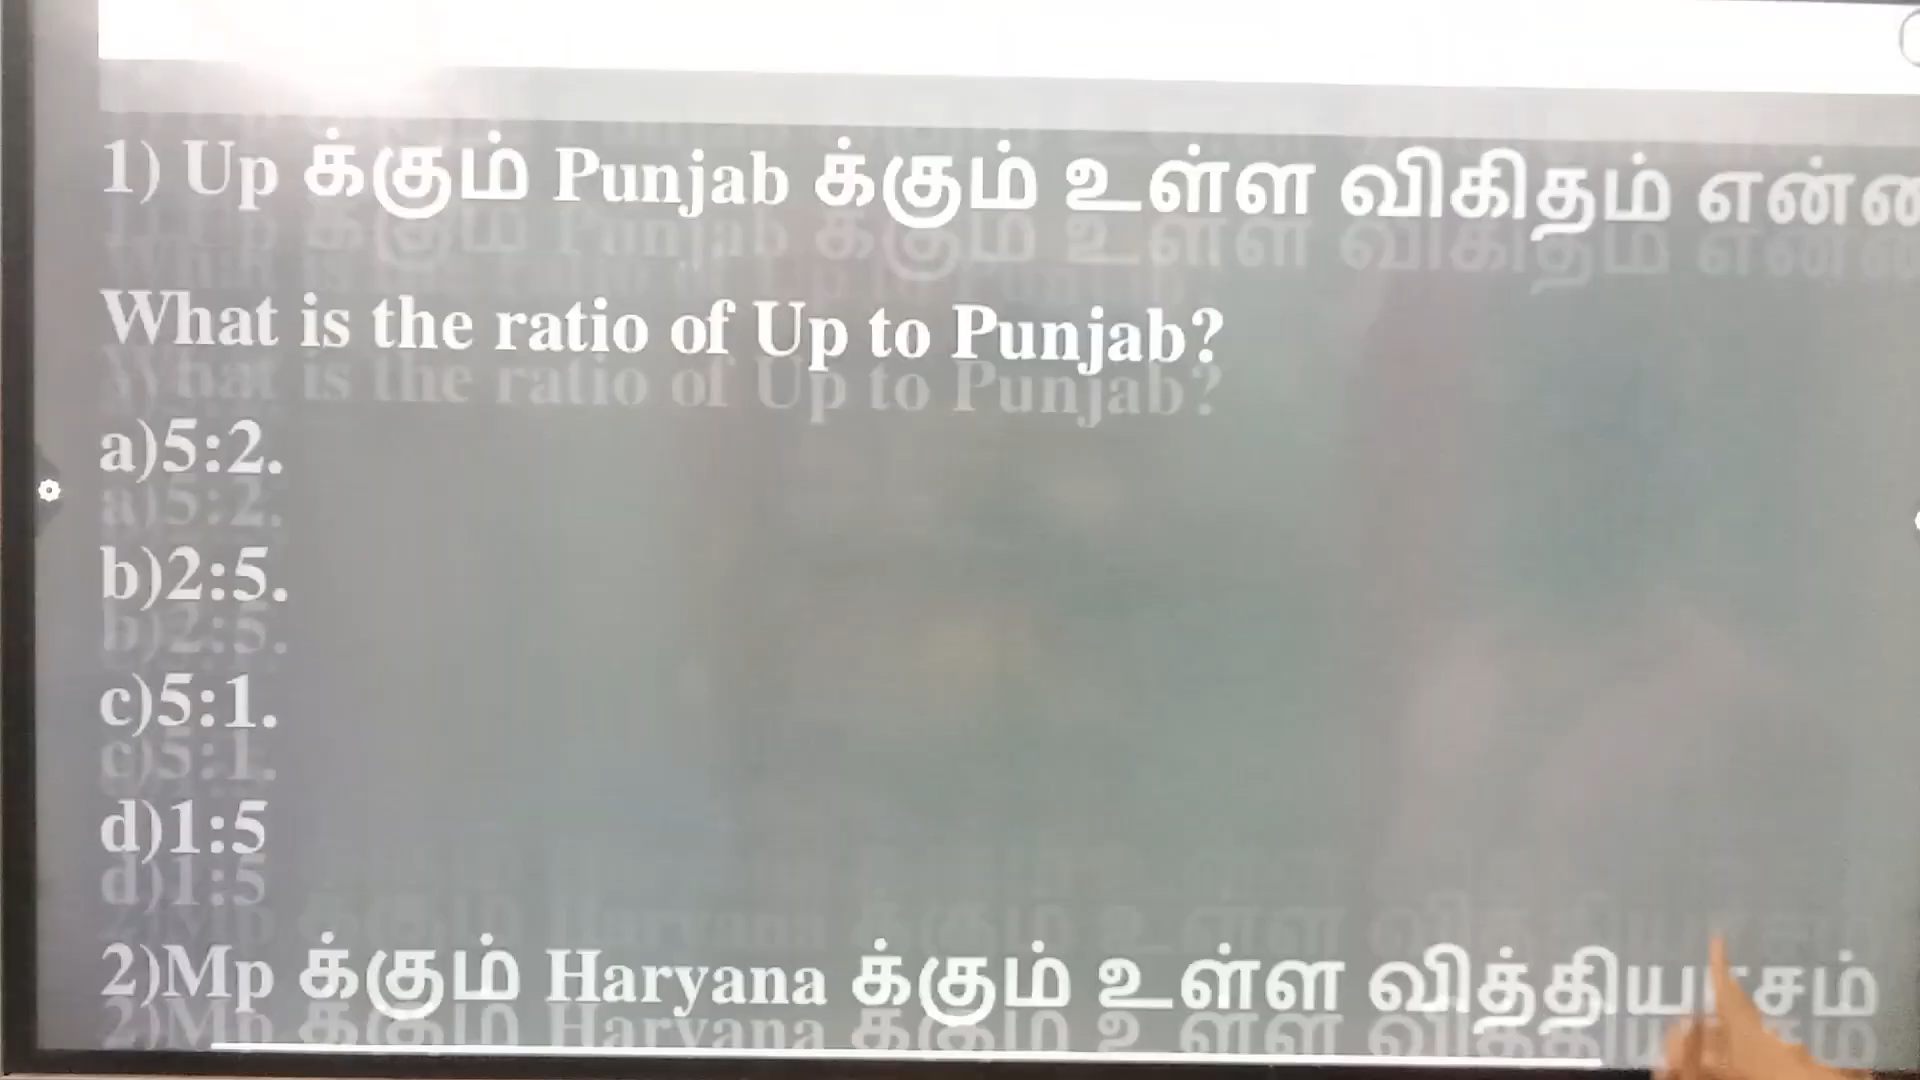 1) Up க்கும் Punjab க்கும் உள்ள விகிதம்
What is the ratio of Up to Punjab?
a)5:2.
b)2:5.
c)5:1.
d)1:5
2)Mp க்கும் Haryana க்கும் உள்ள வித்தியாசம்